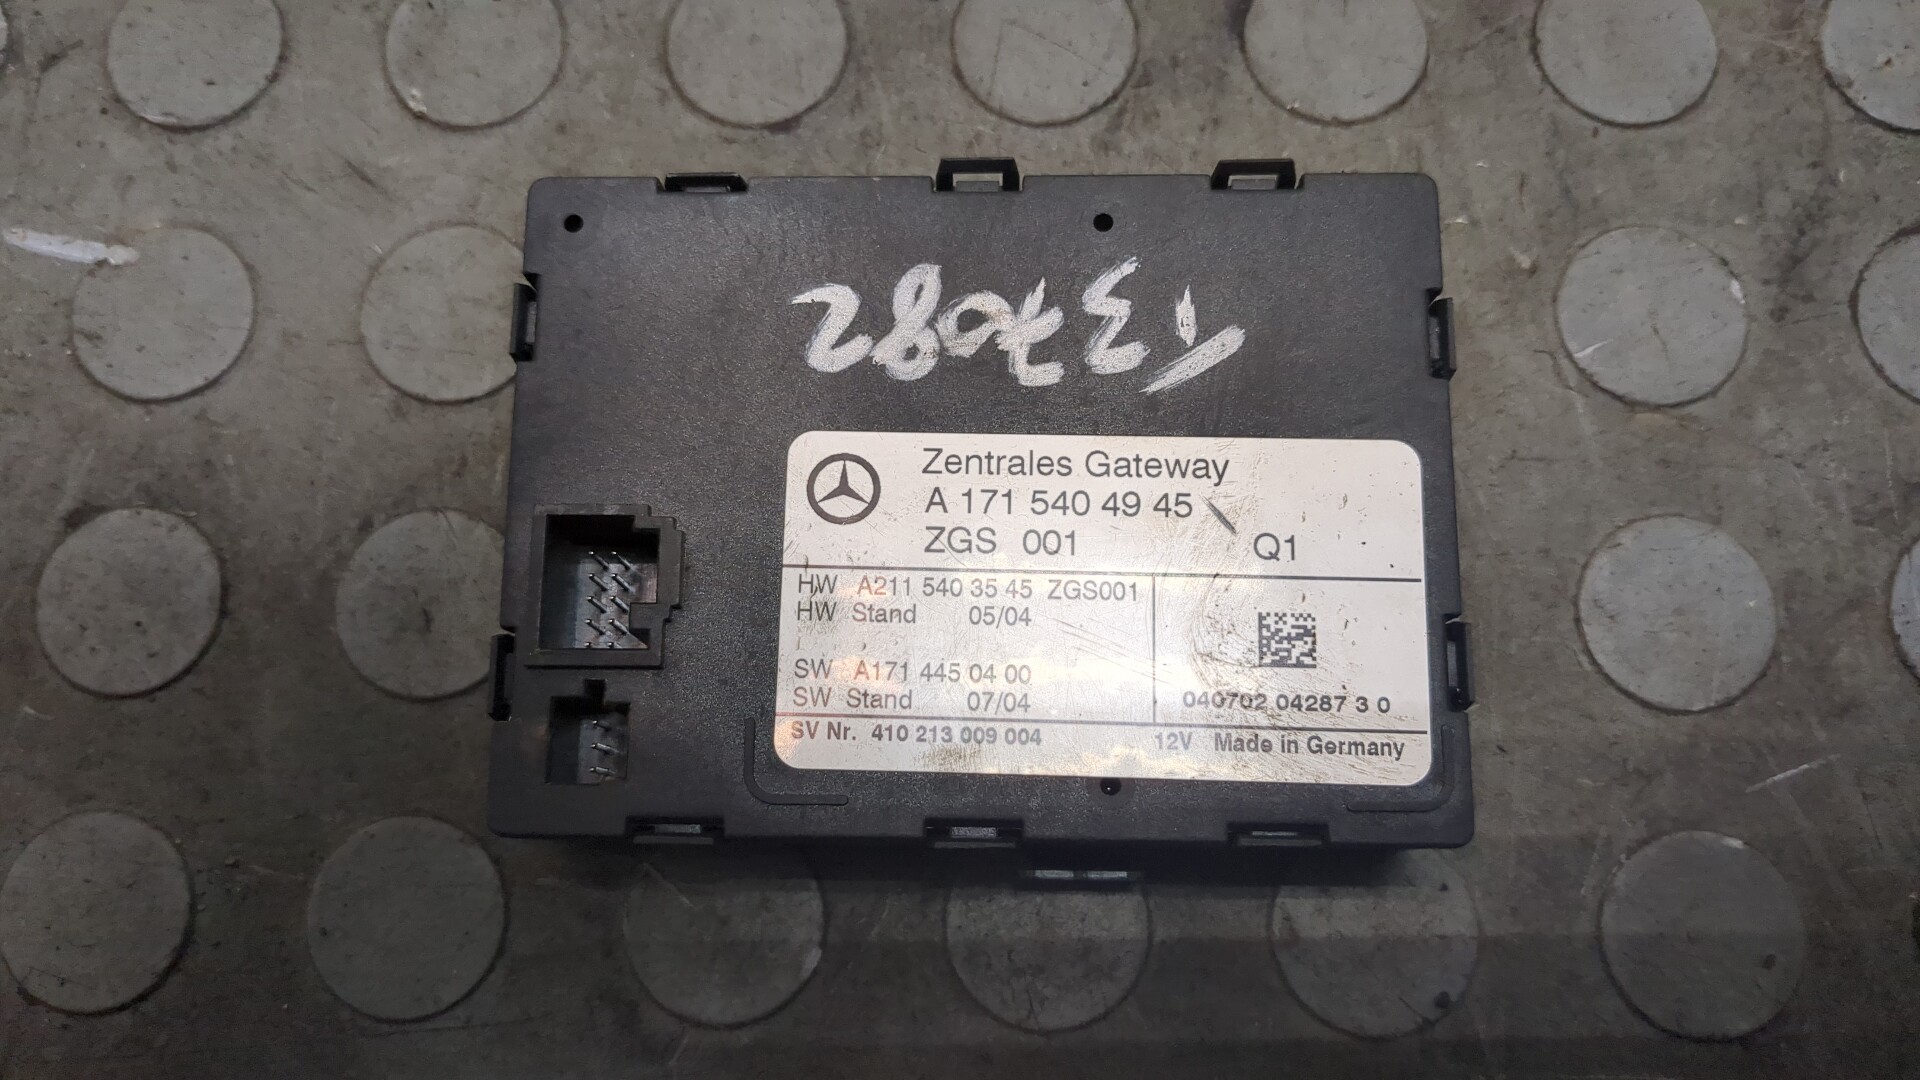 Zentrales Gateway
A 171 540 49 45
ZGS 001 Q1
HW A211 540 35 45 ZGS001
HW Stand 05/04
SW A171 445 04 00
SW Stand 07/04
040702 04287 3 0
SV Nr. 410 213 009 004
12V Made in Germany